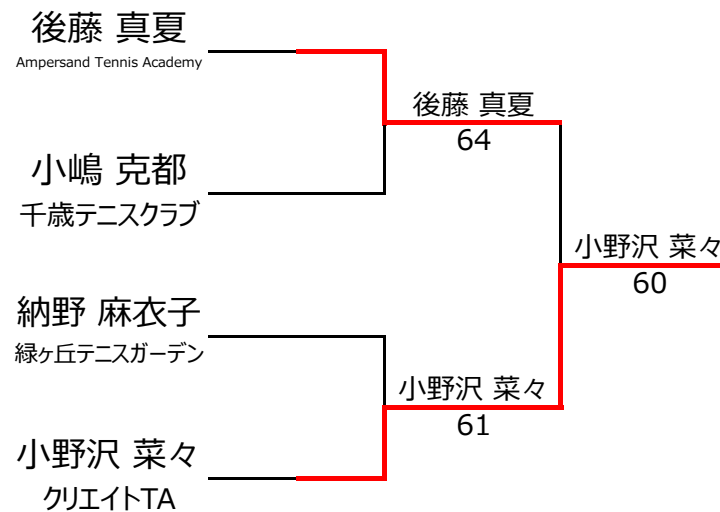 後藤 真夏
Ampersand Tennis Academy
後藤 真夏
64
小嶋 克都
千歳テニスクラブ
小野沢 菜々
60
納野 麻衣子
緑ヶ丘テニスガーデン
小野沢 菜々
61
小野沢 菜々
クリエイトTA